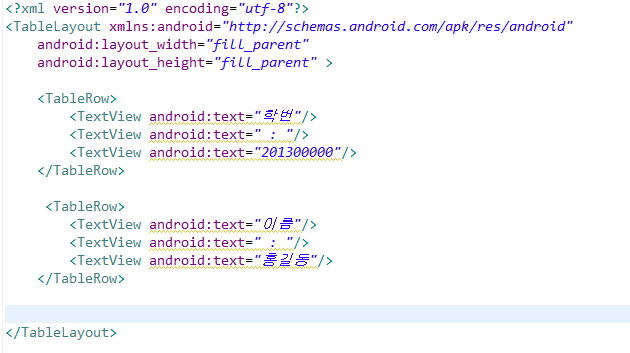 <?xml version="1.0" encoding="utf-8"?>
<TableLayout xmlns:android="http://schemas.android.com/apk/res/android"
    android:layout_width="fill_parent"
    android:layout_height="fill_parent" >
    <TableRow>
        <TextView android:text="학번"/>
        <TextView android:text=" : "/>
        <TextView android:text="201300000"/>
    </TableRow>
     <TableRow>
        <TextView android:text="이름"/>
        <TextView android:text=" : "/>
        <TextView android:text="홍길동"/>
    </TableRow>
</TableLayout>